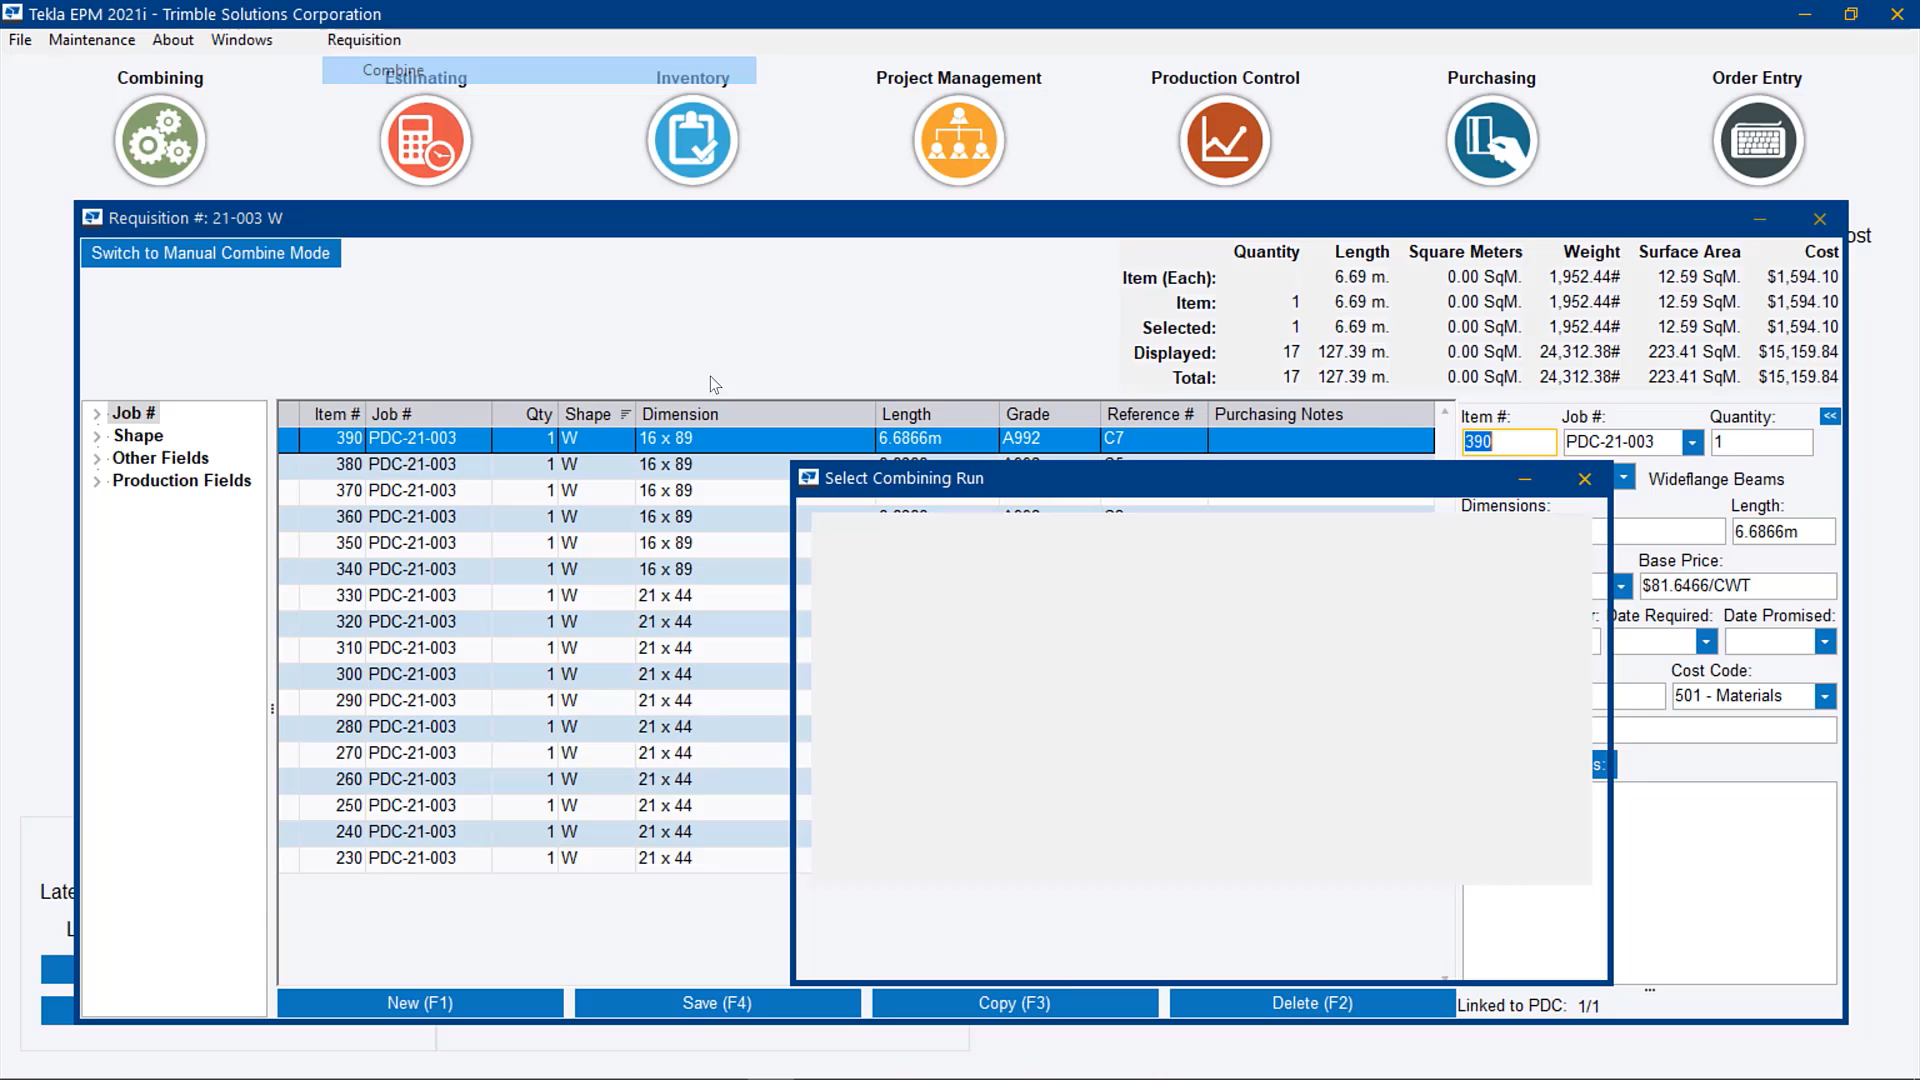 Tekla EPM 2021i - Trimble Solutions Corporation
File Maintenance About Windows Requisition
Combine
Combining Estimating Inventory Project Management Production Control Purchasing Order Entry
Requisition #: 21-003 W
ost
Switch to Manual Combine Mode
Quantity Length Square Meters Weight Surface Area Cost
Item (Each): 6.69 m. 0.00 SqM. 1,952.44# 12.59 SqM. $1,594.10
Item: 1 6.69 m. 0.00 SqM. 1,952.44# 12.59 SqM. $1,594.10
Selected: 1 6.69 m. 0.00 SqM. 1,952.44# 12.59 SqM. $1,594.10
Displayed: 17 127.39 m. 0.00 SqM. 24,312.38# 223.41 SqM. $15,159.84
Total: 17 127.39 m. 0.00 SqM. 24,312.38# 223.41 SqM. $15,159.84
Job #
Shape
Other Fields
Production Fields
Item # Job # Qty Shape Dimension Length Grade Reference # Purchasing Notes
390 PDC-21-003 1 W 16 x 89 6.6866m A992 C7
380 PDC-21-003 1 W 16 x 89
370 PDC-21-003 1 W 16 x 89
360 PDC-21-003 1 W 16 x 89
350 PDC-21-003 1 W 16 x 89
340 PDC-21-003 1 W 16 x 89
330 PDC-21-003 1 W 21 x 44
320 PDC-21-003 1 W 21 x 44
310 PDC-21-003 1 W 21 x 44
300 PDC-21-003 1 W 21 x 44
290 PDC-21-003 1 W 21 x 44
280 PDC-21-003 1 W 21 x 44
270 PDC-21-003 1 W 21 x 44
260 PDC-21-003 1 W 21 x 44
250 PDC-21-003 1 W 21 x 44
240 PDC-21-003 1 W 21 x 44
230 PDC-21-003 1 W 21 x 44
Select Combining Run
Item #: Job #: Quantity: <<
390 PDC-21-003 1
Wideflange Beams
Dimensions: Length:
6.6866m
Base Price:
$81.6466/CWT
Date Required: Date Promised:
Cost Code:
501 - Materials
s:
Late
L
New (F1) Save (F4) Copy (F3) Delete (F2)
...
Linked to PDC: 1/1